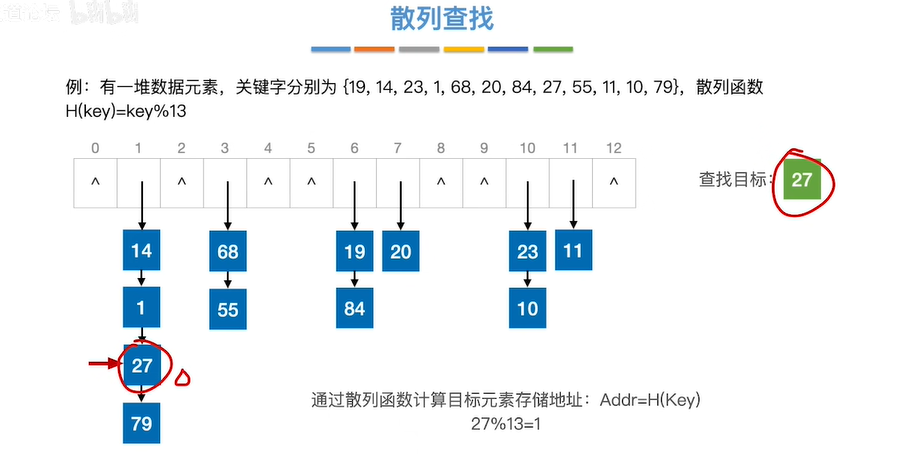 散列查找
例：有一堆数据元素，关键字分别为 {19, 14, 23, 1, 68, 20, 84, 27, 55, 11, 10, 79}，散列函数
H(key)=key%13
0 1 2 3 4 5 6 7 8 9 10 11 12
^ ^ ^ ^ ^ ^ ^
查找目标：
27
14 68 19 20 23 11
1 55 84 10
27
79
通过散列函数计算目标元素存储地址：Addr=H(Key)
27%13=1